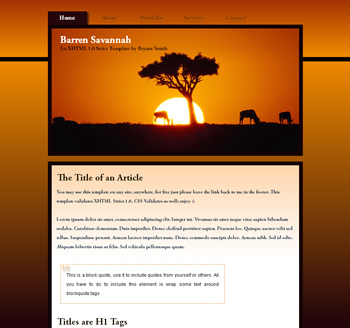 Home
About
Portfolio
Services
Contact
Barren Savannah
An XHTML 1.0 Strict Template by Bryant Smith
The Title of an Article
You may use this template on any site, anywhere, for free just please leave the link back to me in the footer. This
template validates XHTML Strict 1.0, CSS Validates as well; enjoy :)
Lorem ipsum dolor sit amet, consectetuer adipiscing elit. Integer mi. Vivamus sit amet neque vitae sapien bibendum
sodales. Curabitur elementum. Duis imperdiet. Donec eleifend porttitor sapien. Praesent leo. Quisque auctor velit sed
tellus. Suspendisse potenti. Aenean laoreet imperdiet nunc. Donec commodo suscipit dolor. Aenean nibh. Sed id odio.
Aliquam lobortis risus ut felis. Sed vehicula pellentesque quam.
This is a block quote, use it to include quotes from yourself or others. All
you have to do to include this element is wrap some text around
blockquote tags
Titles are H1 Tags